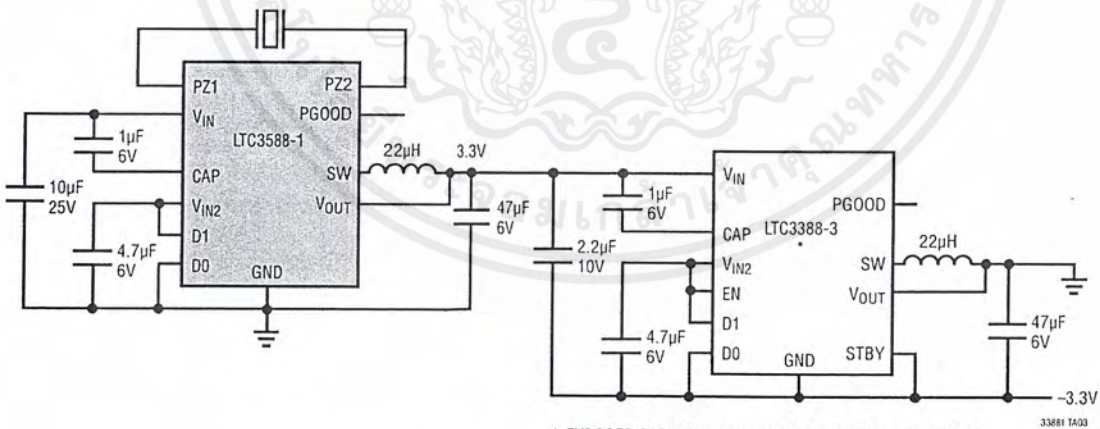 PZ1
PZ2
VIN
PGOOD
LTC3588-1
1µF
6V
CAP
SW
22µH
3.3V
10µF
25V
VIN2
VOUT
47µF
6V
D1
4.7µF
6V
D0
GND
VIN
1µF
6V
PGOOD
CAP
LTC3388-3
2.2µF
10V
VIN2
SW
22µH
EN
VOUT
D1
4.7µF
6V
47µF
6V
D0
GND
STBY
–3.3V
33881 TA03